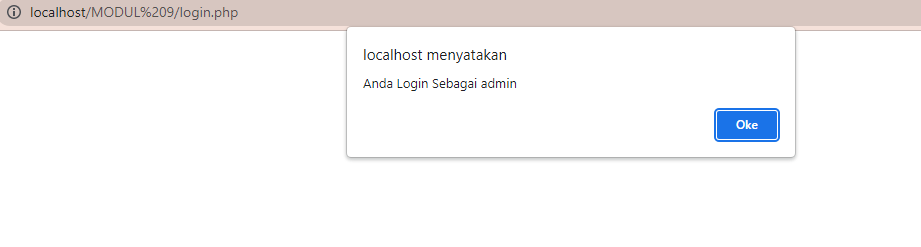 localhost/MODUL%209/login.php
localhost menyatakan
Anda Login Sebagai admin
Oke